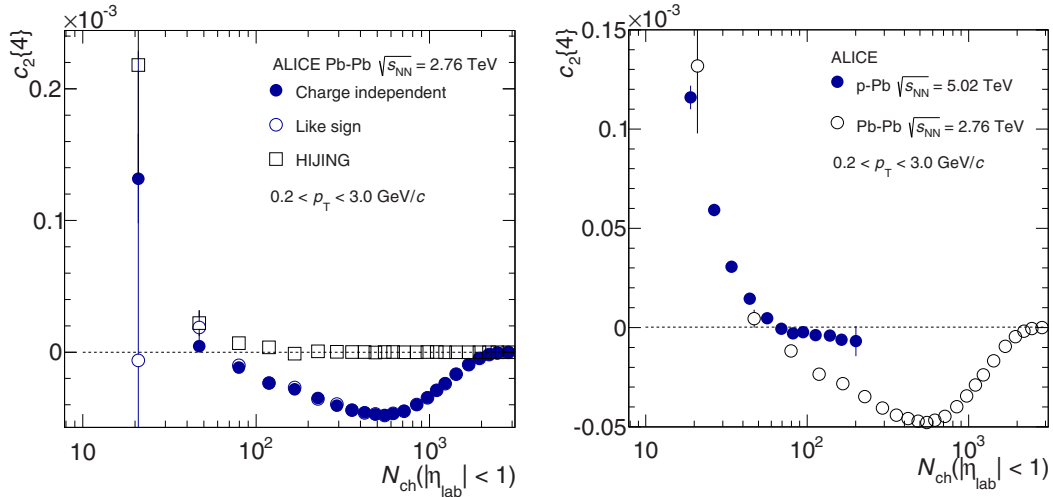 ×10⁻³
c₂{4}
0.2
0.1
0
ALICE Pb-Pb √sNN = 2.76 TeV
Charge independent
Like sign
HIJING
0.2 < pT < 3.0 GeV/c
10
10²
10³
Nch(|ηlab| < 1)
×10⁻³
c₂{4}
0.15
0.1
0.05
0
-0.05
ALICE
p-Pb √sNN = 5.02 TeV
Pb-Pb √sNN = 2.76 TeV
0.2 < pT < 3.0 GeV/c
10
10²
10³
Nch(|ηlab| < 1)